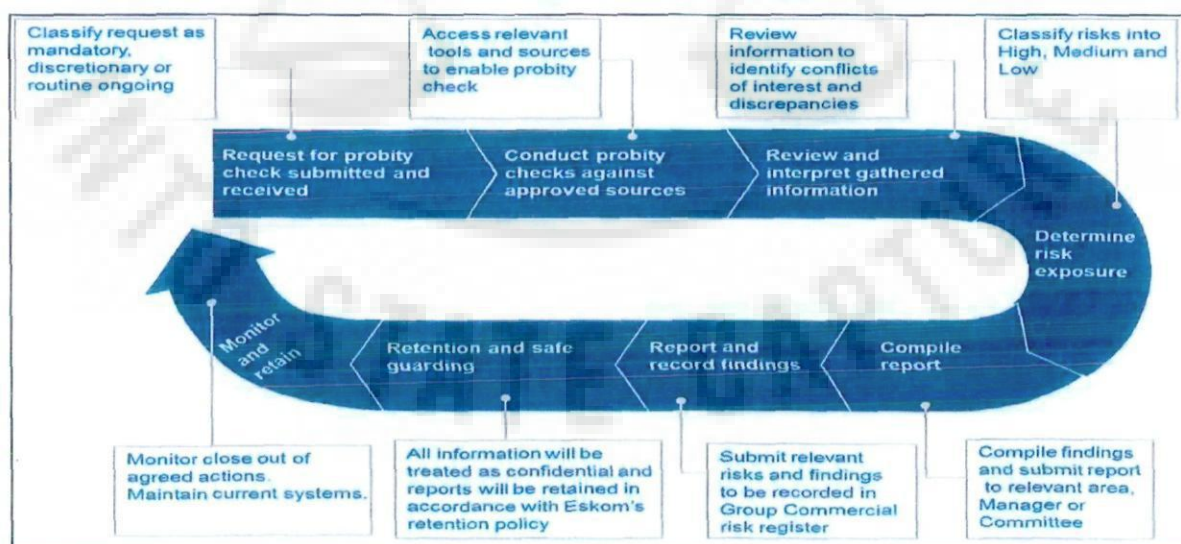 Classify request as
mandatory,
discretionary or
routine ongoing
Access relevant
tools and sources
to enable probity
check
Review
information to
identify conflicts
of interest and
discrepancies
Classify risks into
High, Medium and
Low
Request for probity
check submitted and
received
Conduct probity
checks against
approved sources
Review and
interpret gathered
information
Determine
risk
exposure
Monitor
and
retain
Retention and safe
guarding
Report and
record findings
Compile
report
Monitor close out of
agreed actions.
Maintain current systems.
All information will be
treated as confidential and
reports will be retained in
accordance with Eskom's
retention policy
Submit relevant
risks and findings
to be recorded in
Group Commercial
risk register
Compile findings
and submit report
to relevant area,
Manager or
Committee
STATE CAPTURE